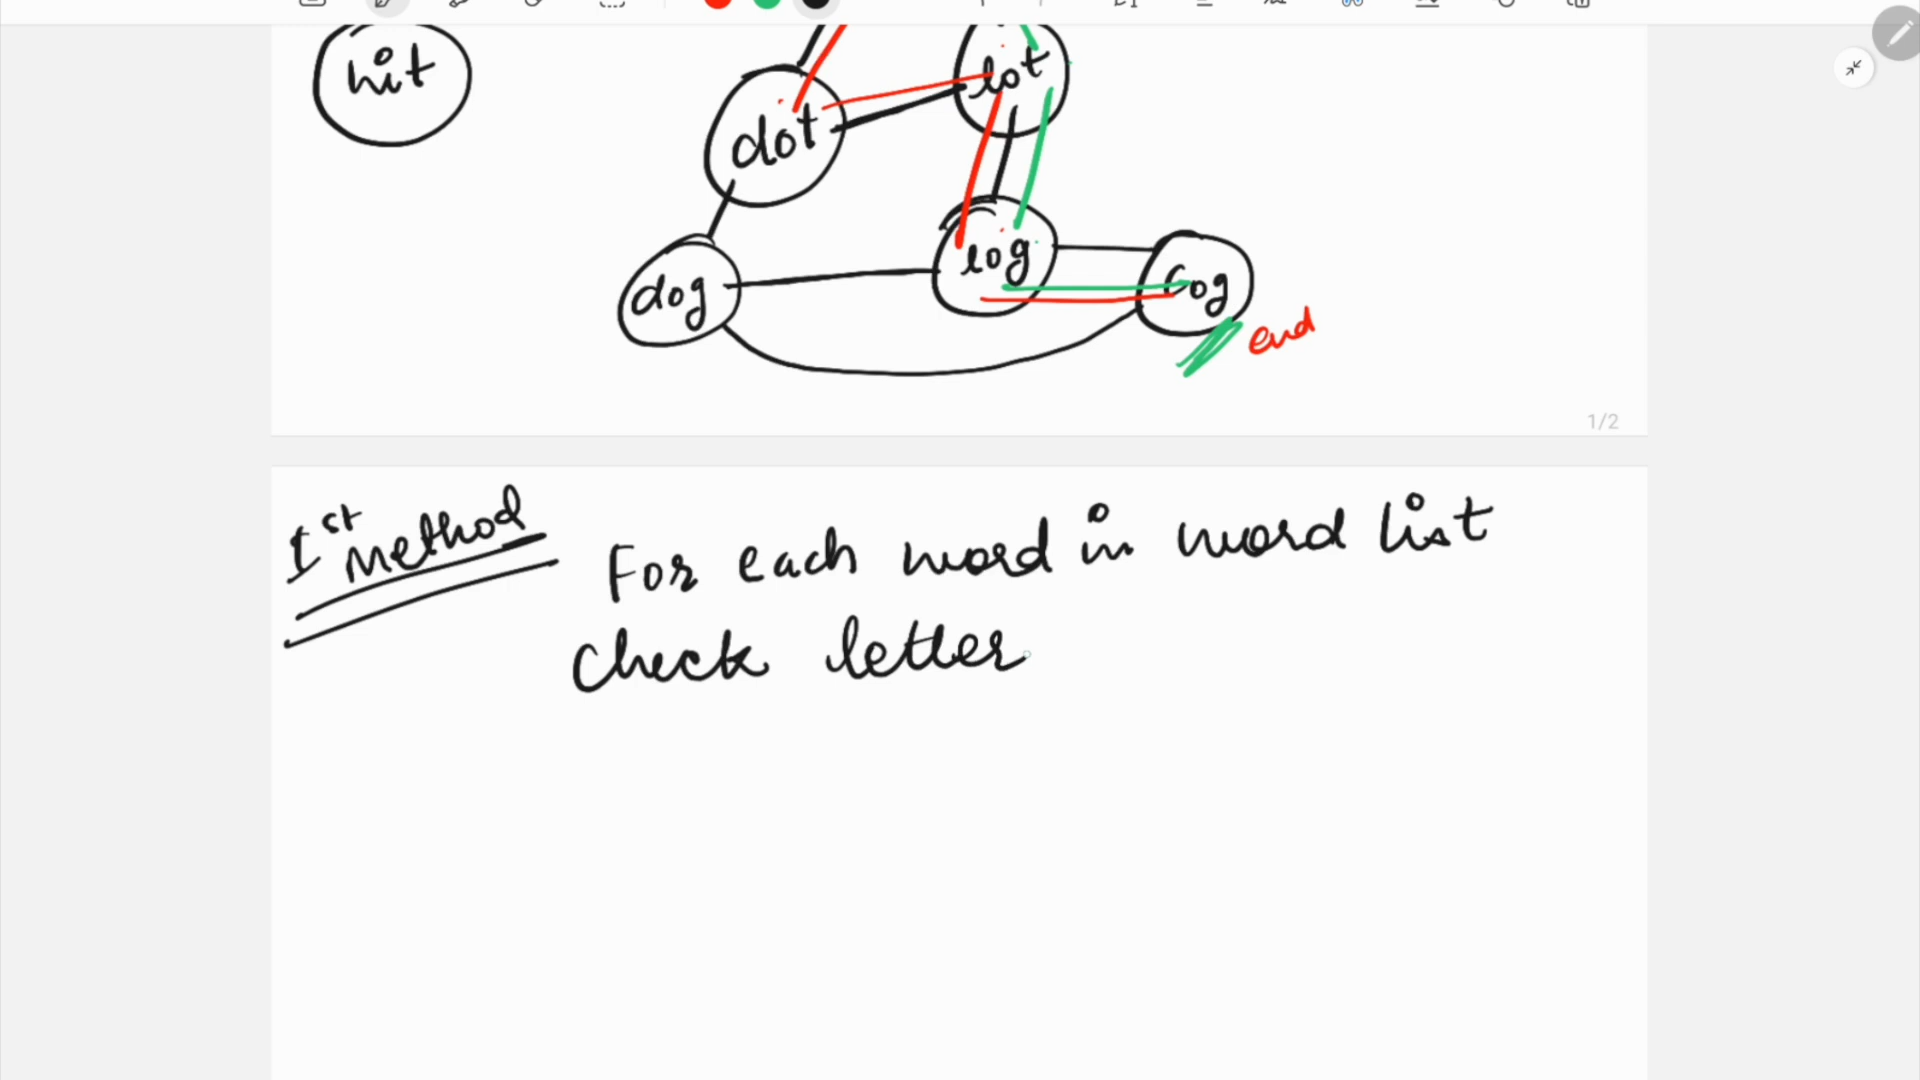 hit
lot
dot
log
dog
Cog
end
1/2
1st Method
For each word in word list
Check letter